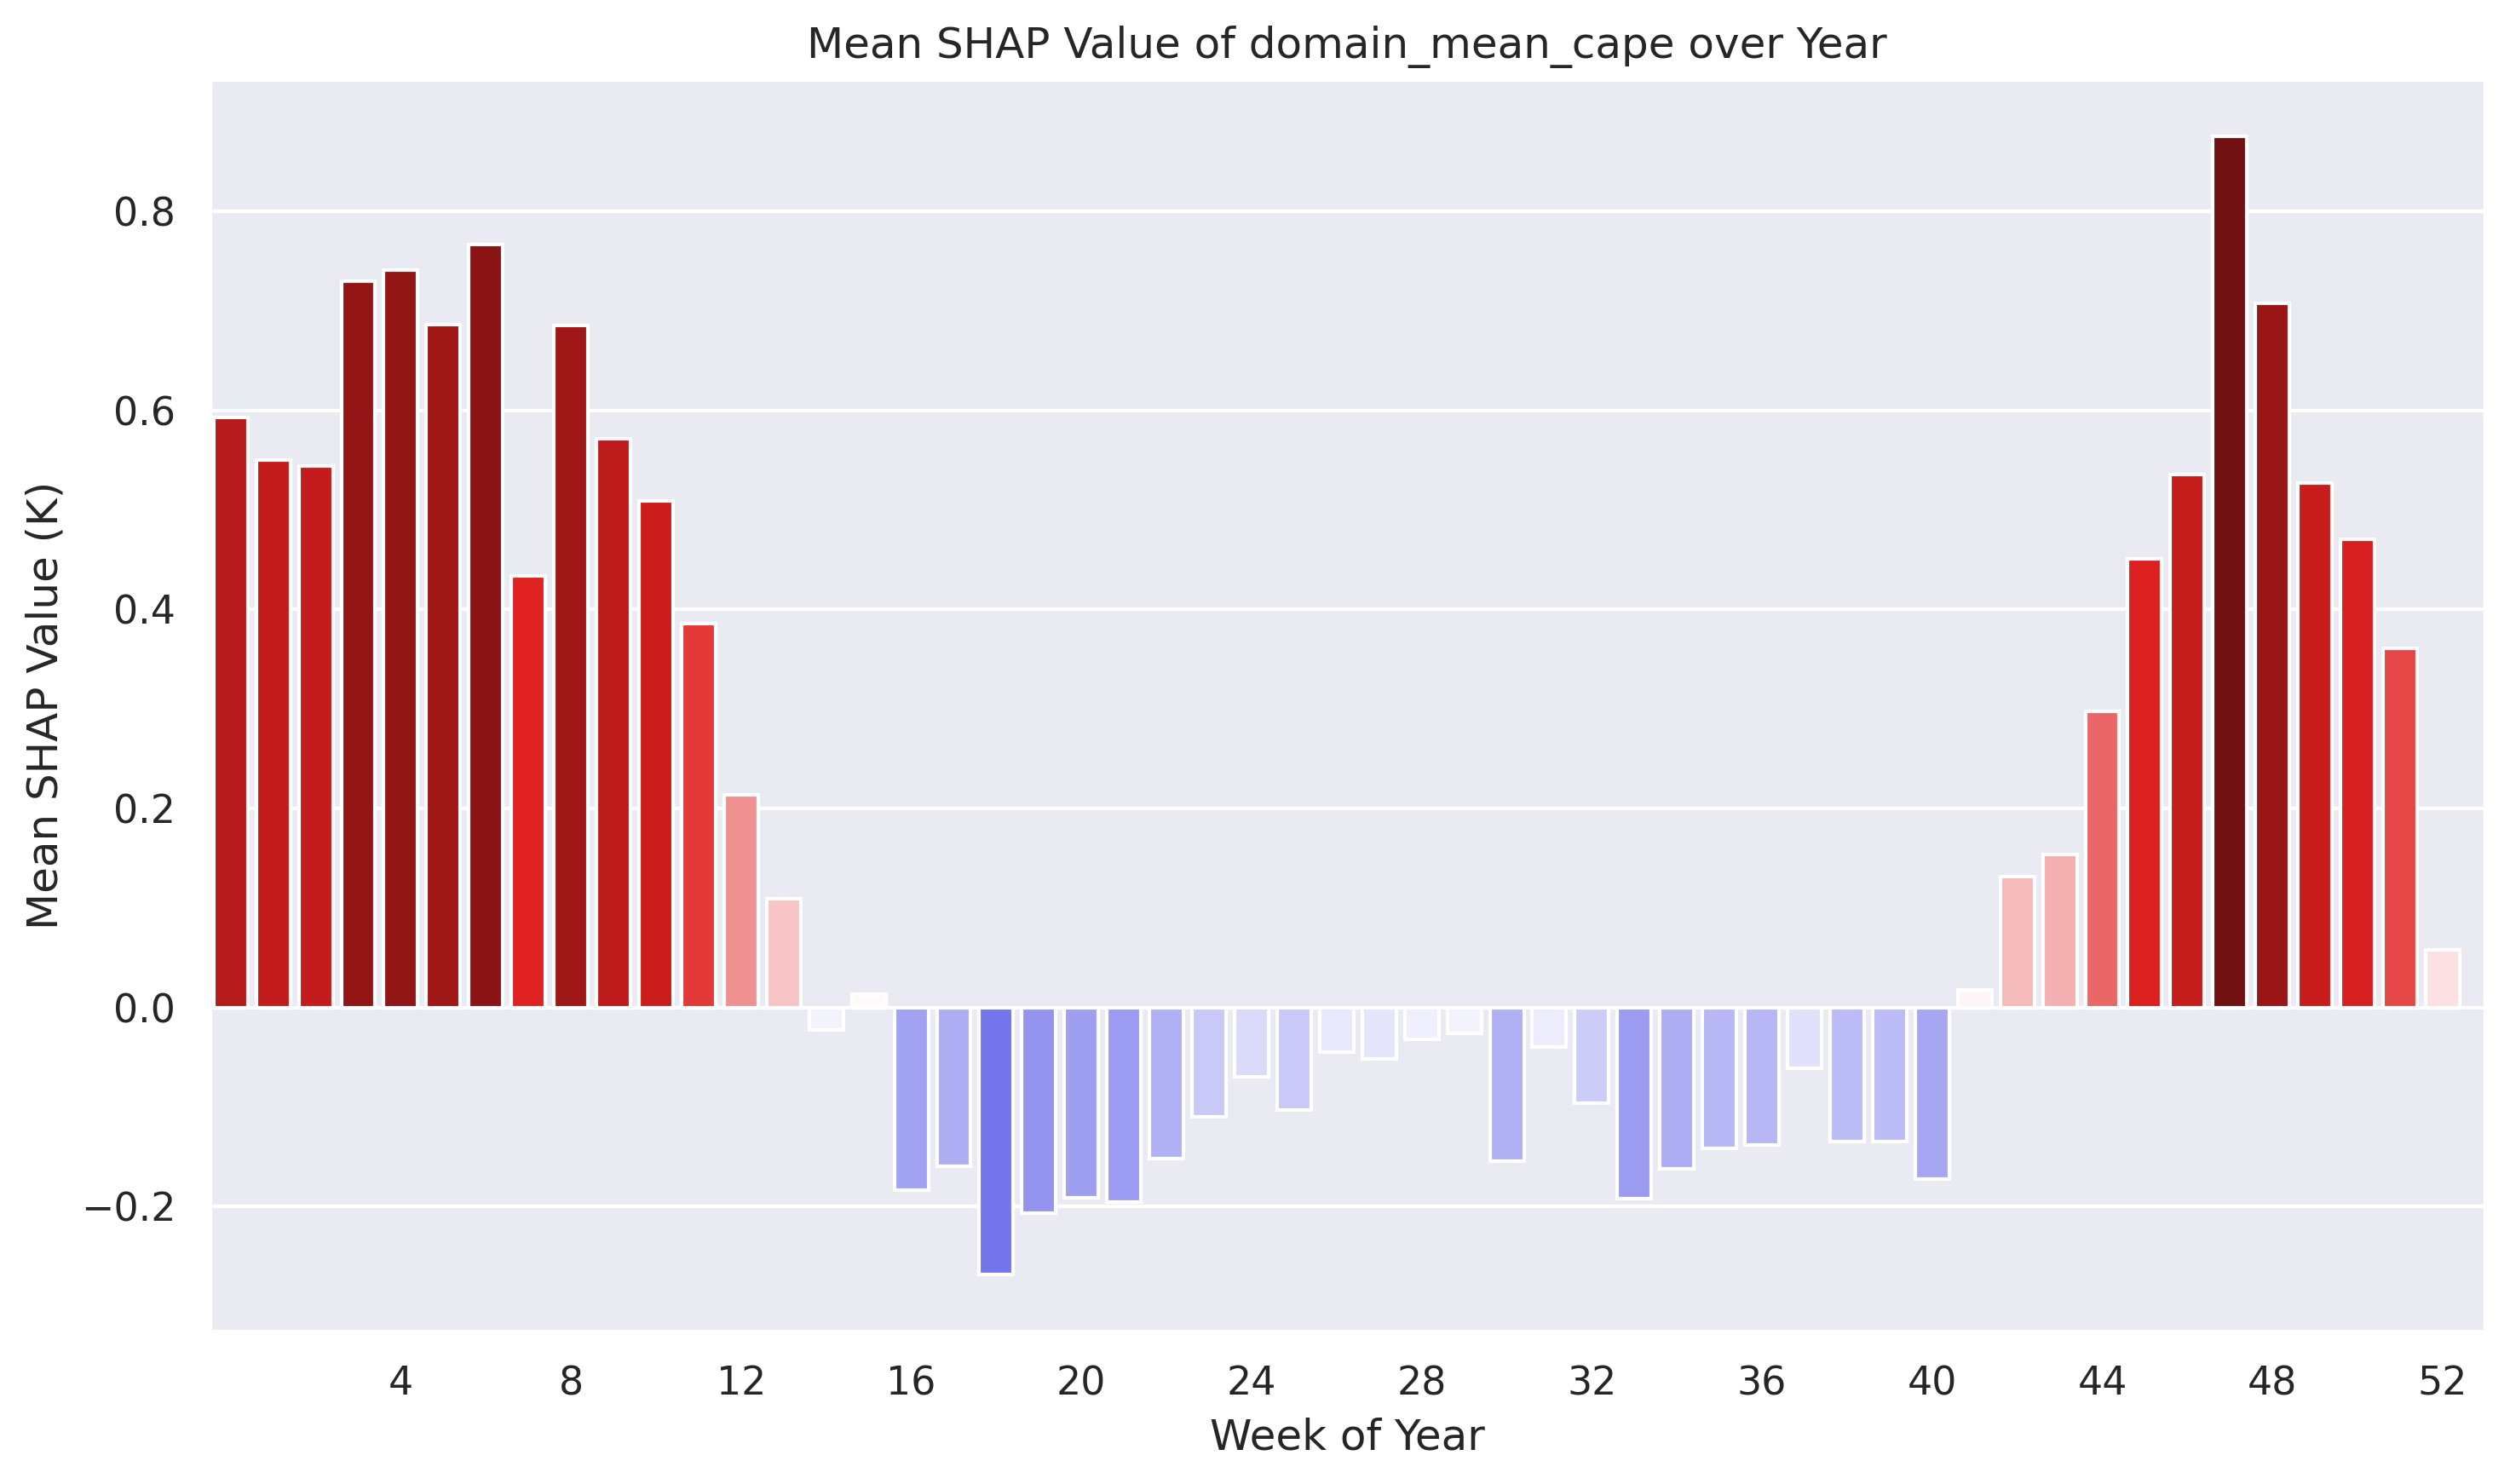 Mean SHAP Value of domain_mean_cape over Year
Mean SHAP Value (K)
0.8
0.6
0.4
0.2
0.0
−0.2
4 8 12 16 20 24 28 32 36 40 44 48 52
Week of Year